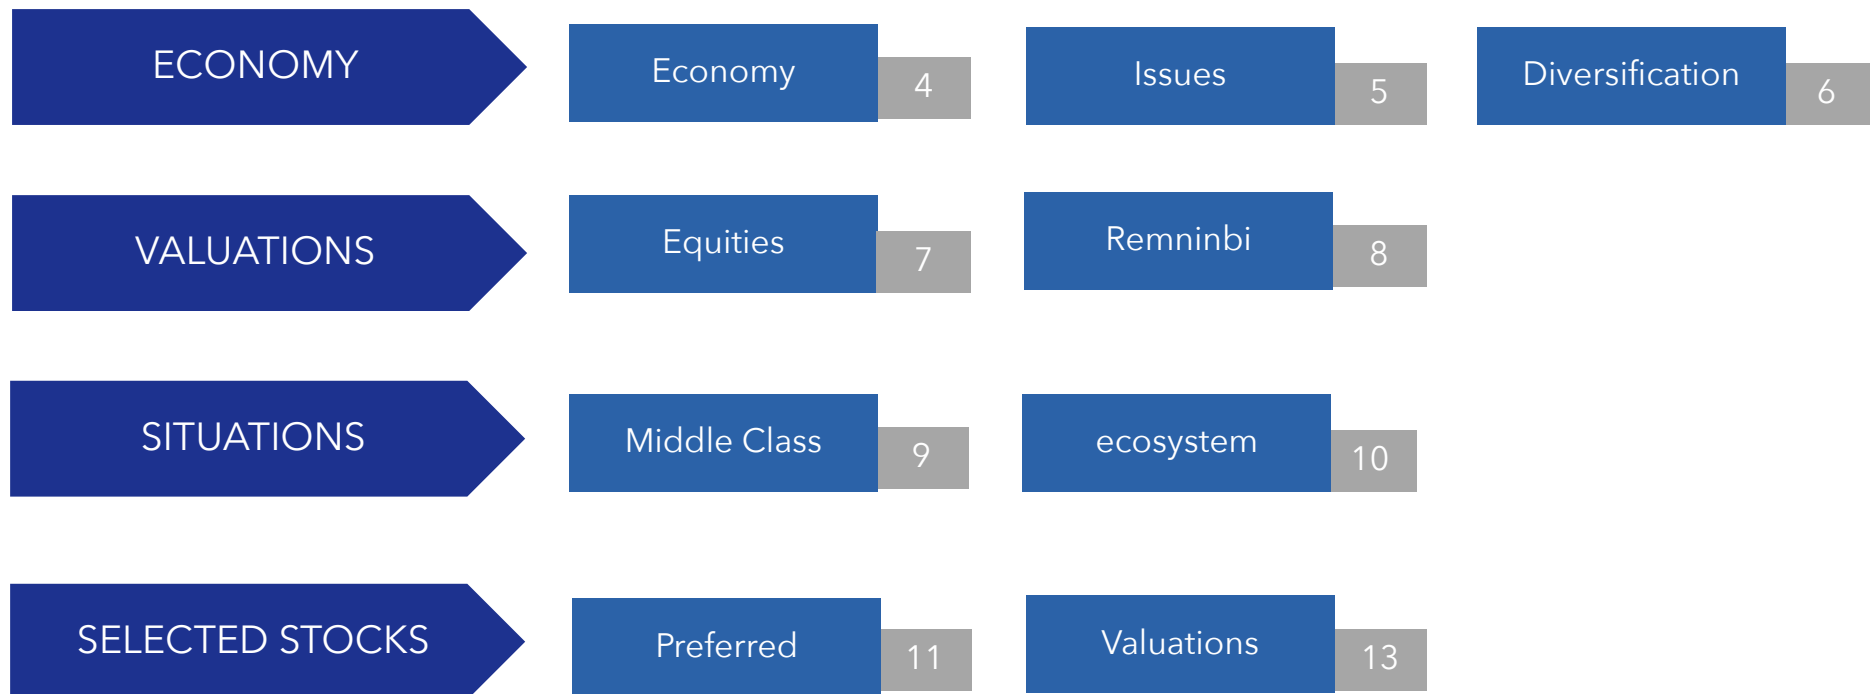 ECONOMY
Economy
4
Issues
5
Diversification
6
VALUATIONS
Equities
7
Remninbi
8
SITUATIONS
Middle Class
9
ecosystem
10
SELECTED STOCKS
Preferred
11
Valuations
13